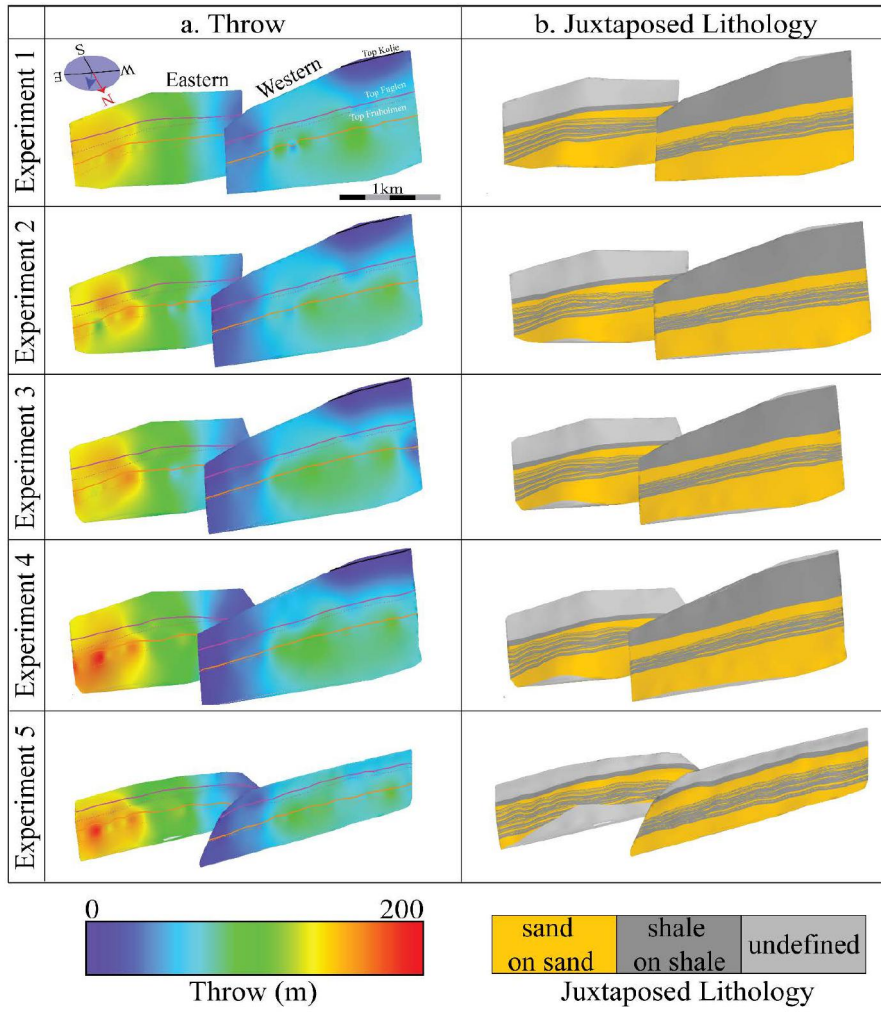 a. Throw
b. Juxtaposed Lithology
Experiment 1
S
E
W
N
Eastern
Western
Top Kolje
Top Fuglen
Top Fruholmen
1km
Experiment 2
Experiment 3
Experiment 4
Experiment 5
0
200
Throw (m)
sand
on sand
shale
on shale
undefined
Juxtaposed Lithology